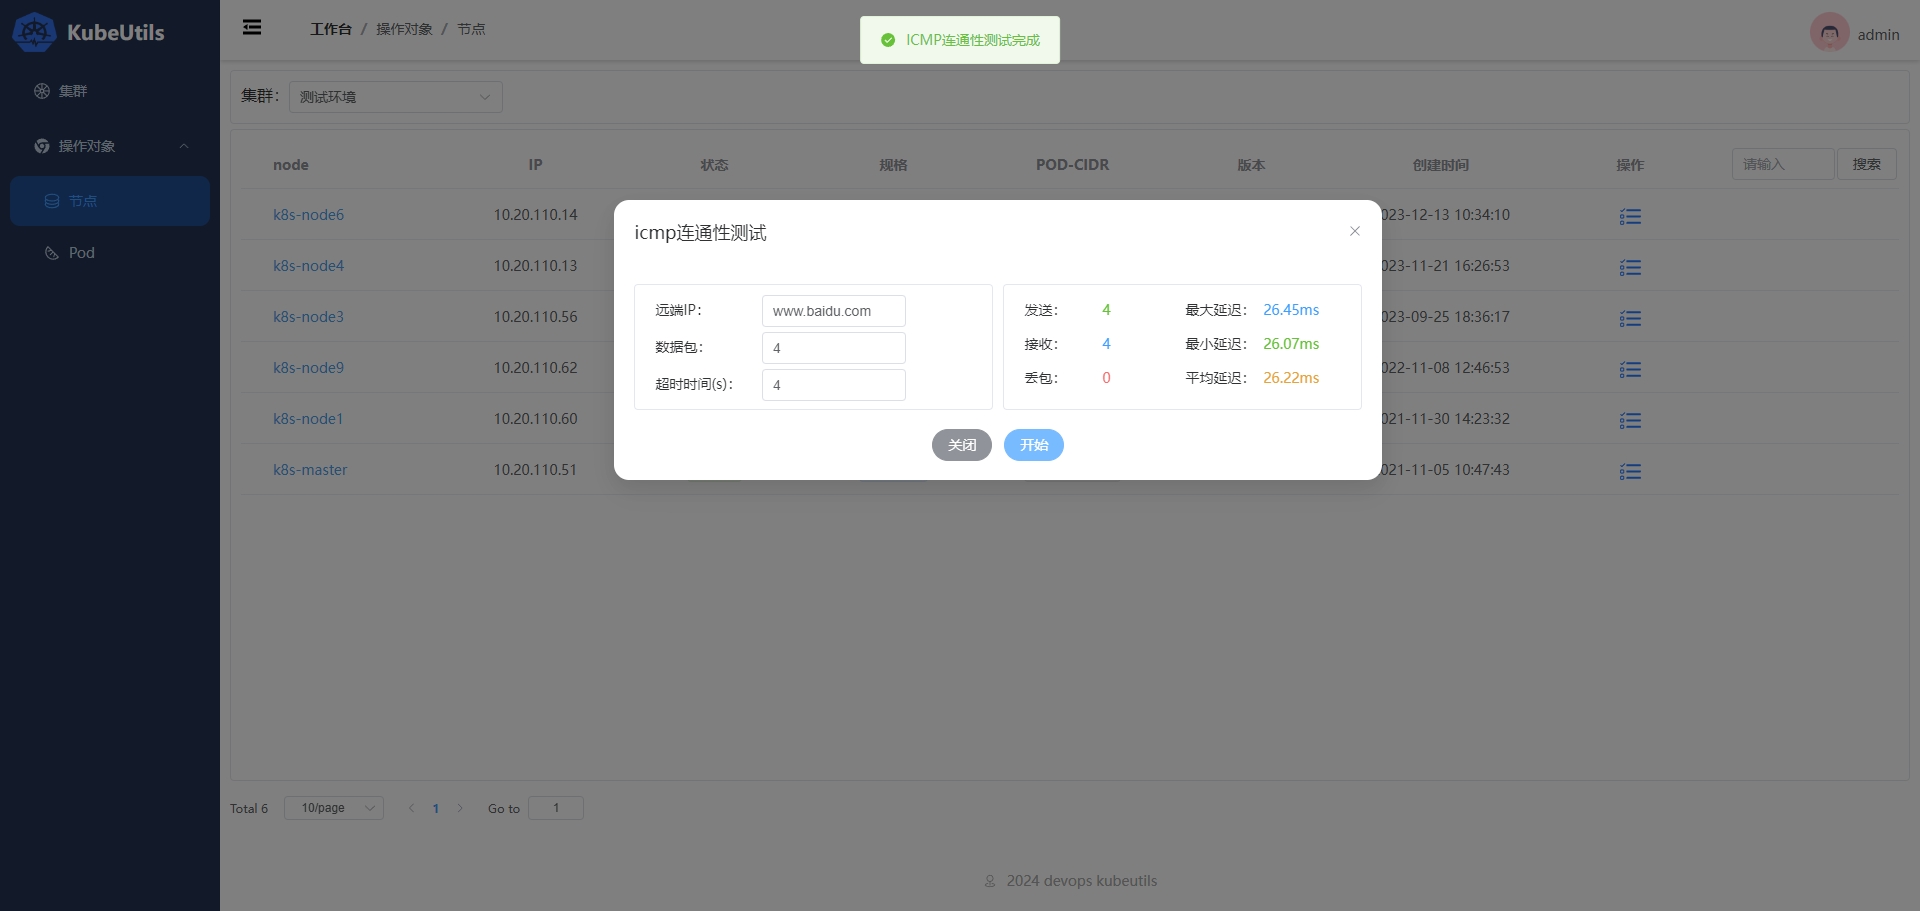 KubeUtils
集群
操作对象
节点
Pod
工作台 / 操作对象 / 节点
ICMP连通性测试完成
admin
集群: 测试环境
node IP 状态 规格 POD-CIDR 版本 创建时间 操作 请输入 搜索
k8s-node6 10.20.110.14 023-12-13 10:34:10
k8s-node4 10.20.110.13 023-11-21 16:26:53
k8s-node3 10.20.110.56 023-09-25 18:36:17
k8s-node9 10.20.110.62 022-11-08 12:46:53
k8s-node1 10.20.110.60 021-11-30 14:23:32
k8s-master 10.20.110.51 021-11-05 10:47:43
icmp连通性测试
远端IP: www.baidu.com
数据包: 4
超时时间(s): 4
发送: 4 最大延迟: 26.45ms
接收: 4 最小延迟: 26.07ms
丢包: 0 平均延迟: 26.22ms
关闭 开始
Total 6 10/page 1 Go to 1
2024 devops kubeutils